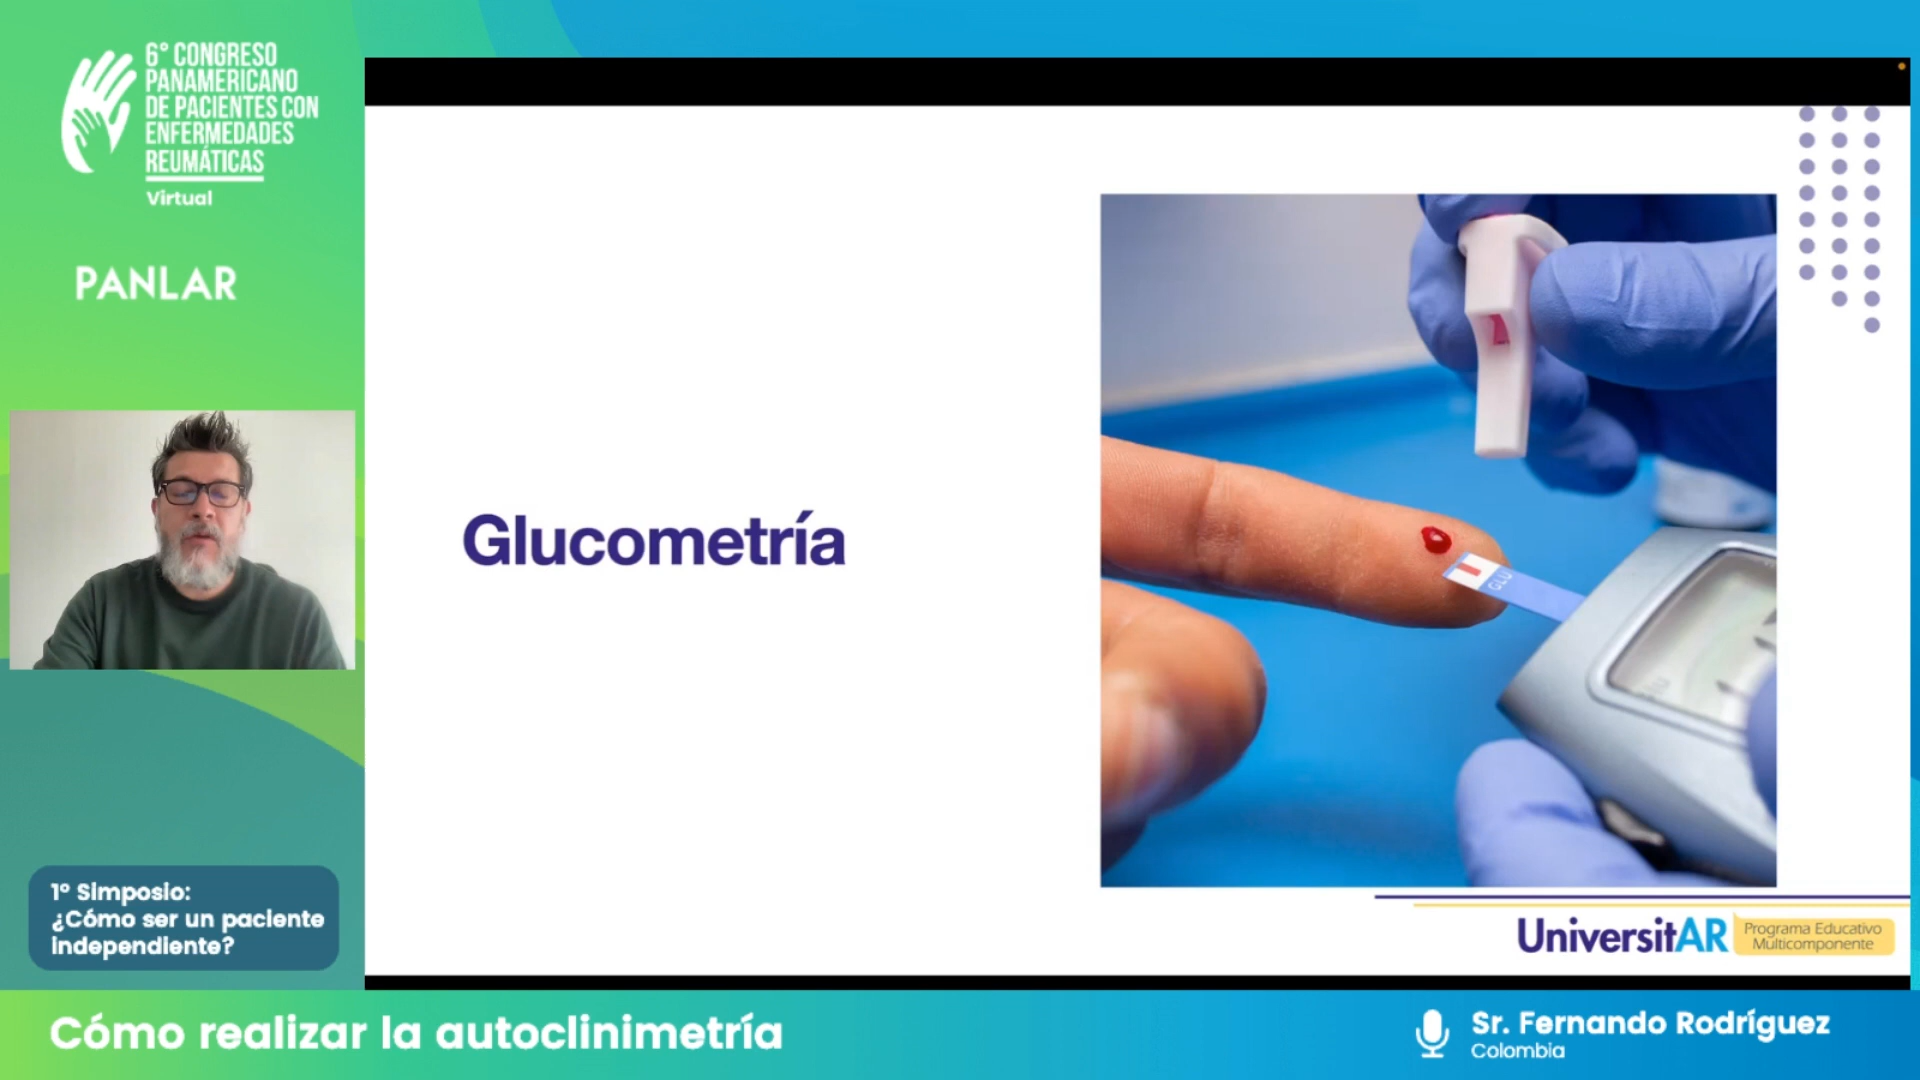 6° CONGRESO
PANAMERICANO
DE PACIENTES CON
ENFERMEDADES
REUMÁTICAS
Virtual
PANLAR
Glucometría
GLU
UniversitAR
Programa Educativo
Multicomponente
1° Simposio:
¿Cómo ser un paciente
independiente?
Cómo realizar la autoclinimetría
Sr. Fernando Rodríguez
Colombia